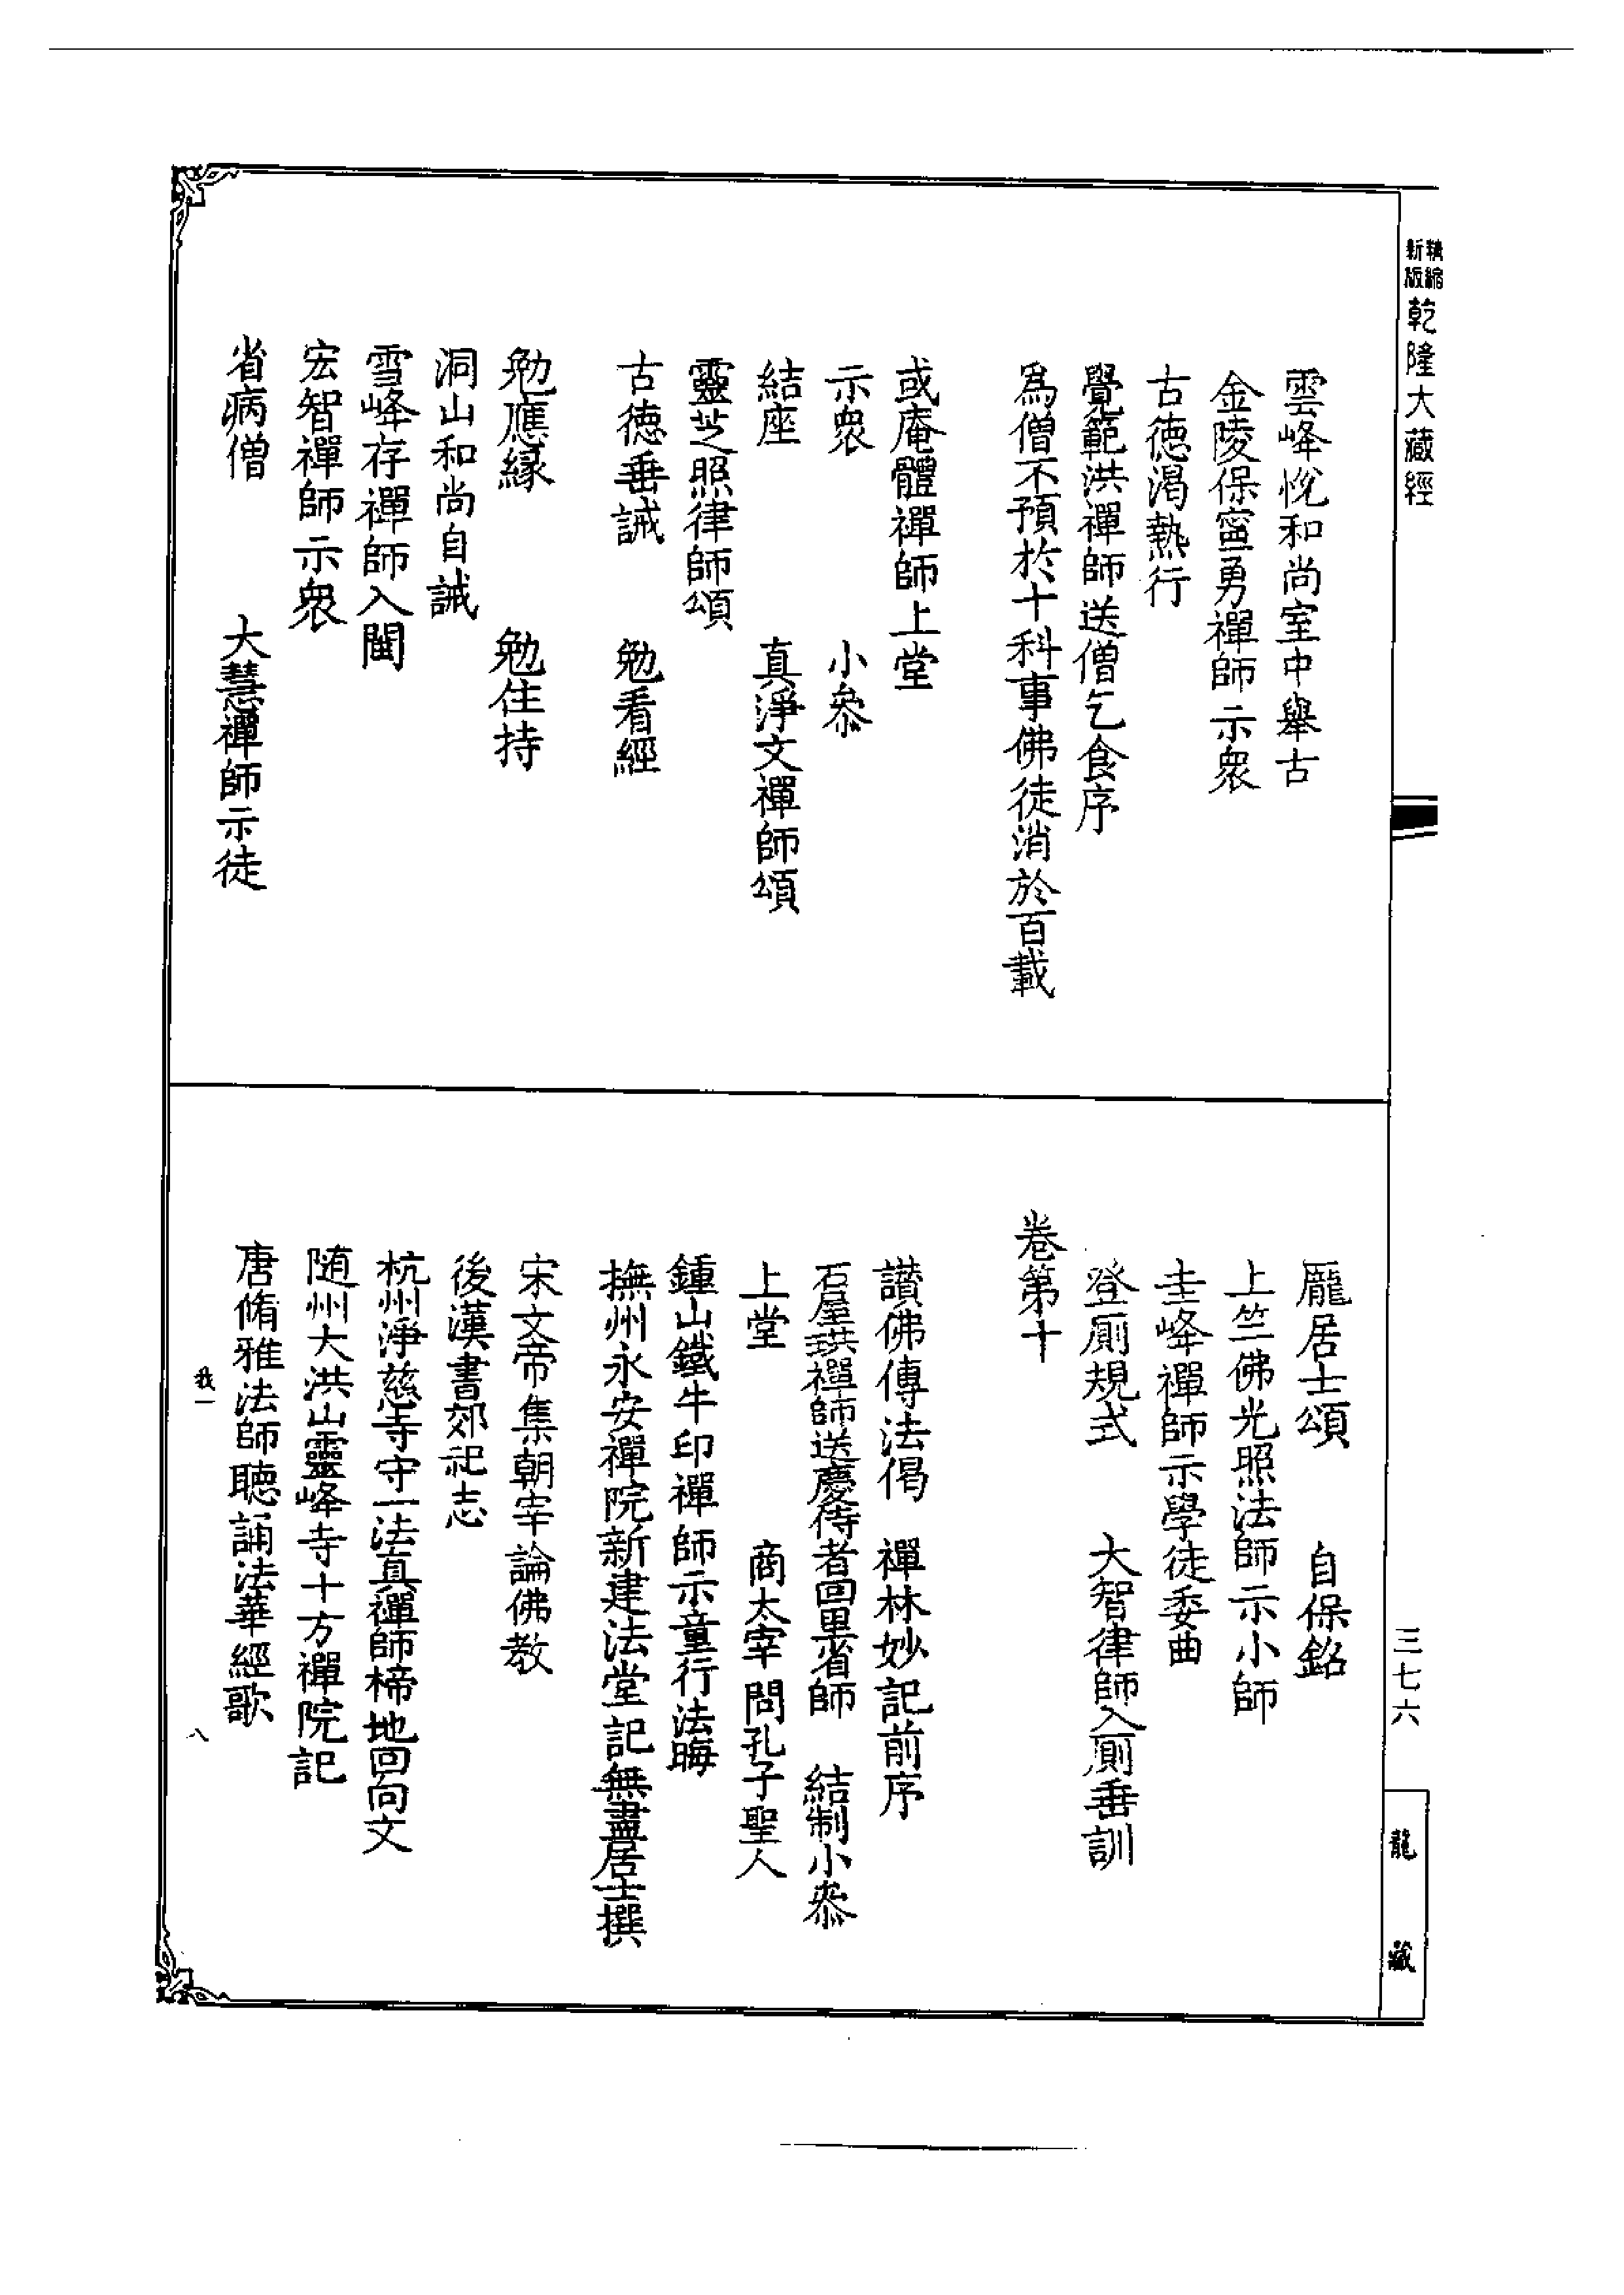 精縮新版乾隆大藏經
雲峰悅和尚室中舉古
金陵保寧勇禪師示衆
古德渴熱行
覺範洪禪師送僧乞食序
為僧不預於十科事佛徒消於百載
或庵體禪師上堂
示衆　小叅
結座　真淨文禪師頌
靈芝照律師頌
古德垂誡　勉看經
勉應緣　勉住持
洞山和尚自誡
雪峰存禪師入閩
宏智禪師示衆
省病僧　大慧禪師示徒
龐居士頌　自保銘
上竺佛光照法師示小師
圭峰禪師示學徒委曲
登廁規式　大智律師入廁垂訓
卷第十
讃佛傳法偈　禪林妙記前序
石屋珙禪師送慶侍者回里省師　結制小叅
上堂　商太宰問孔子聖人
鍾山鐵牛印禪師示童行法晦
撫州永安禪院新建法堂記無盡居士撰
宋文帝集朝宰論佛教
後漢書郊祀志
杭州淨慈寺守一法真禪師掃地回向文
随州大洪山靈峰寺十方禪院記
唐脩雅法師聽誦法華經歌
我一　八
三七六
龍藏